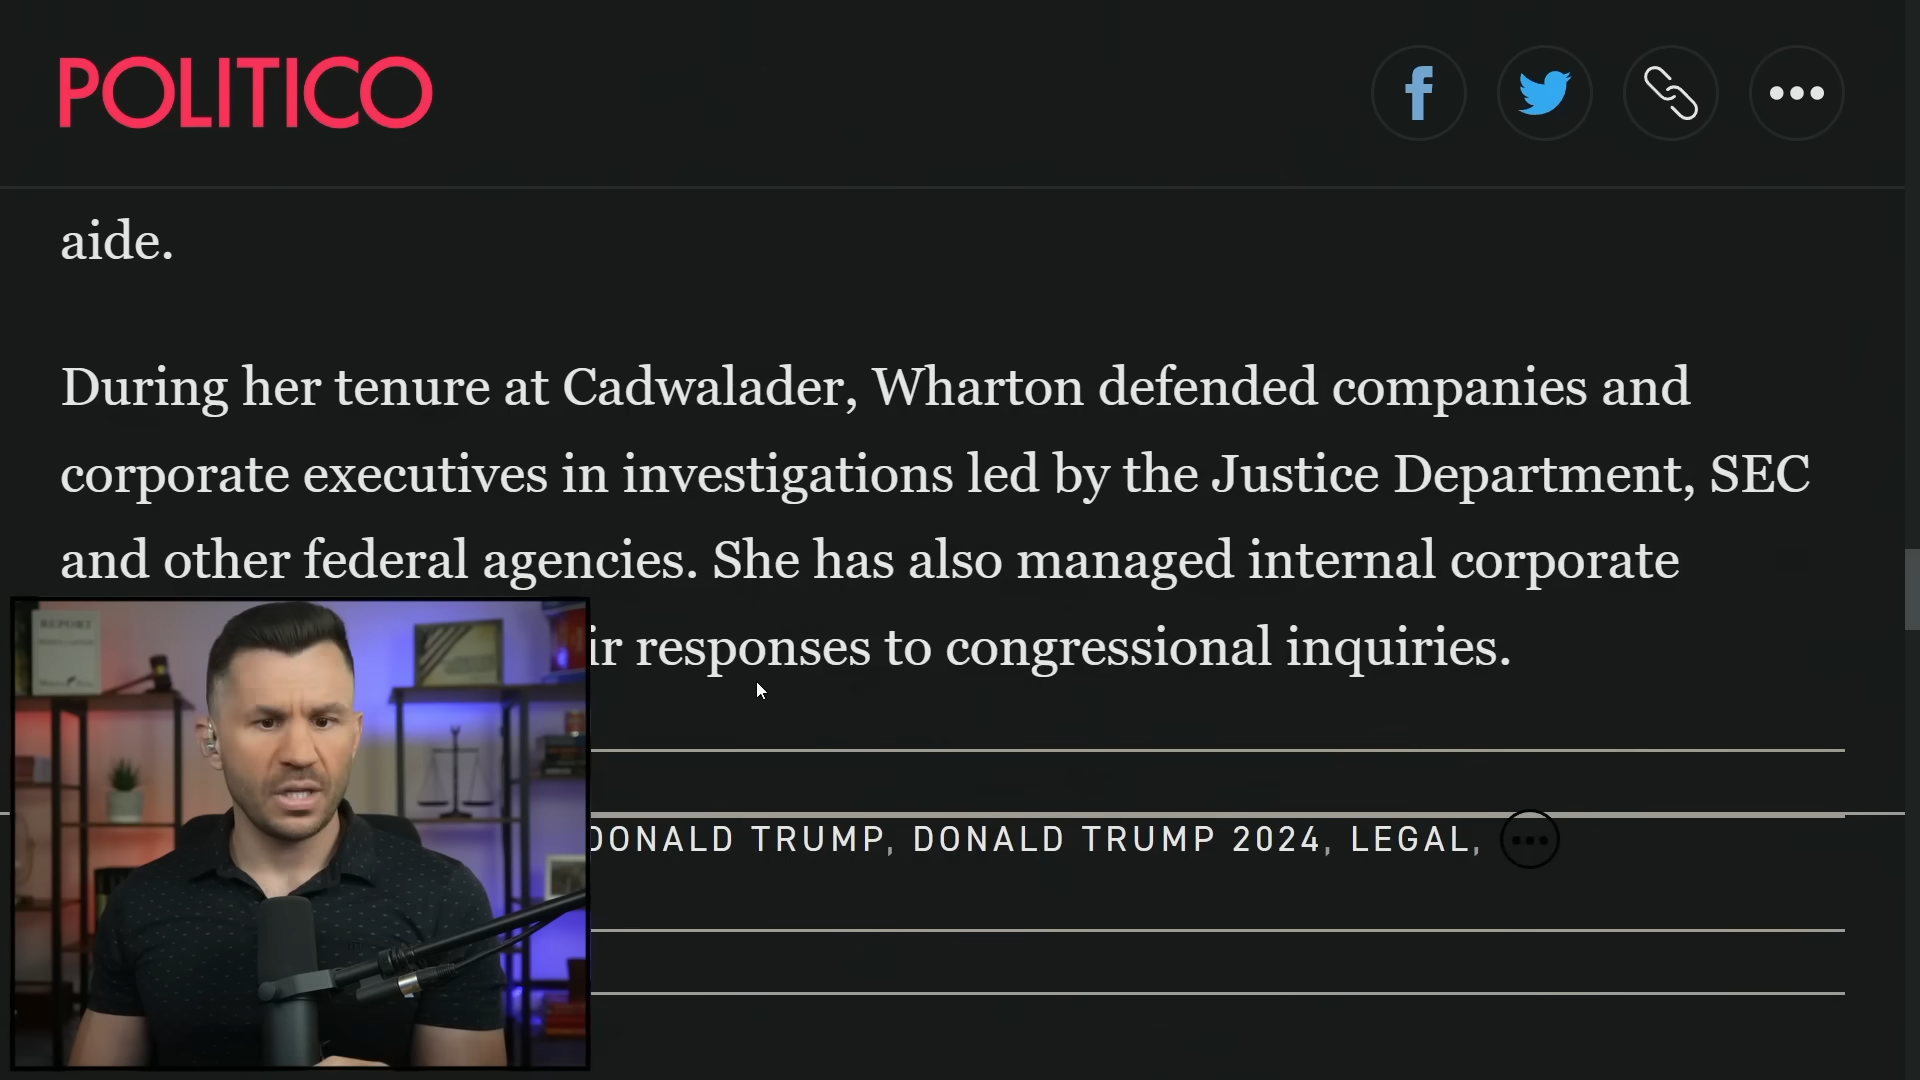 POLITICO
aide.
During her tenure at Cadwalader, Wharton defended companies and
corporate executives in investigations led by the Justice Department, SEC
and other federal agencies. She has also managed internal corporate
ir responses to congressional inquiries.
REPORT
DONALD TRUMP, DONALD TRUMP 2024, LEGAL,